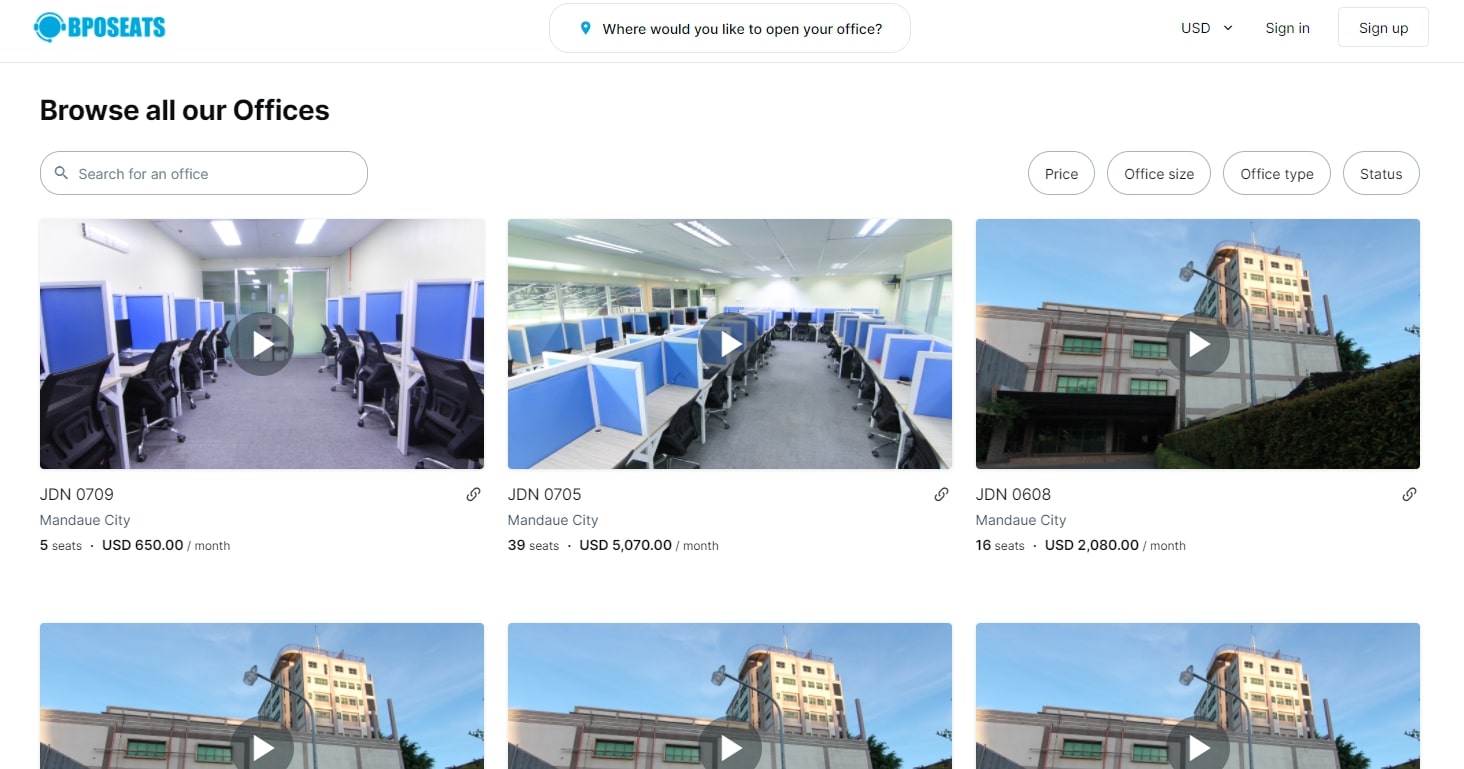 BPOSEATS
Where would you like to open your office?
USD
Sign in
Sign up
Browse all our Offices
Search for an office
Price
Office size
Office type
Status
JDN 0709
Mandaue City
5 seats · USD 650.00 / month
JDN 0705
Mandaue City
39 seats · USD 5,070.00 / month
JDN 0608
Mandaue City
16 seats · USD 2,080.00 / month